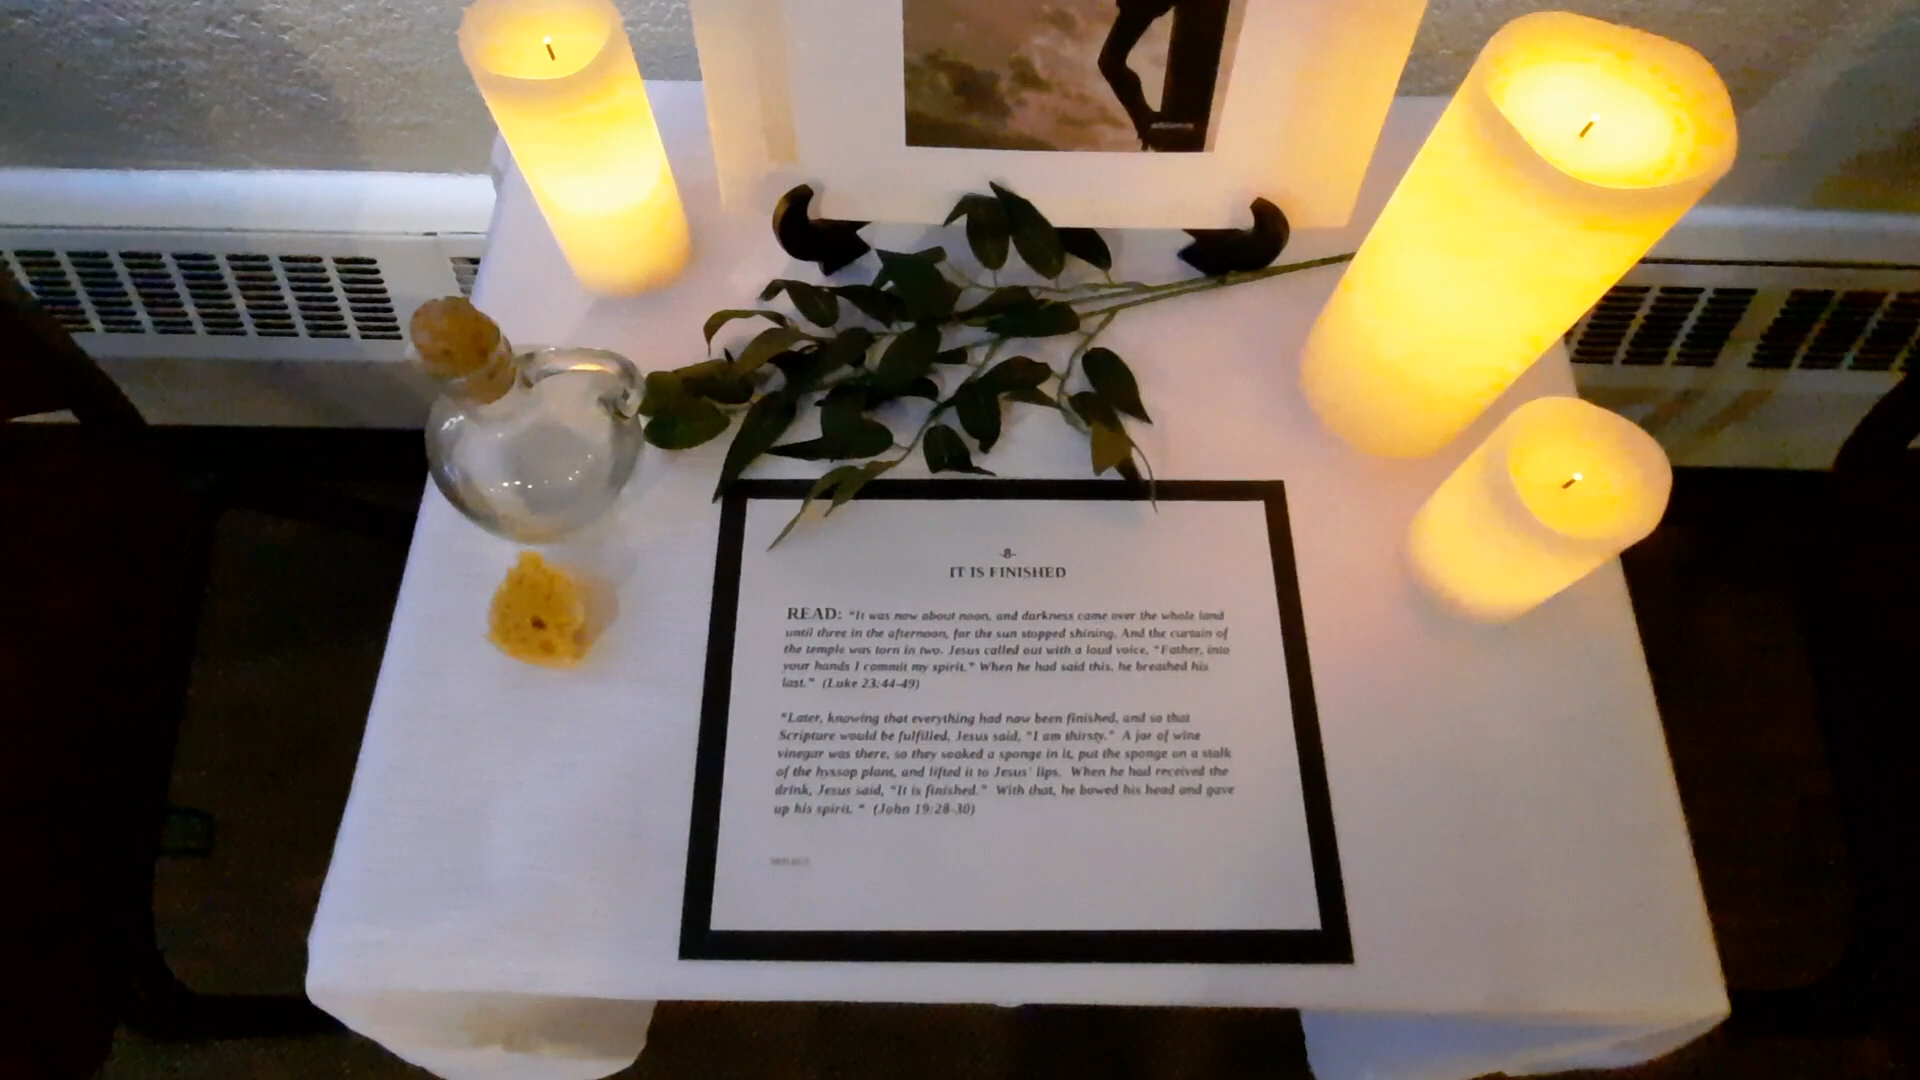 -8-
IT IS FINISHED
READ: "It was now about noon, and darkness came over the whole land
until three in the afternoon, for the sun stopped shining. And the curtain of
the temple was torn in two. Jesus called out with a loud voice, "Father, into
your hands I commit my spirit." When he had said this, he breathed his
last." (Luke 23:44-49)
"Later, knowing that everything had now been finished, and so that
Scripture would be fulfilled, Jesus said, "I am thirsty." A jar of wine
vinegar was there, so they soaked a sponge in it, put the sponge on a stalk
of the hyssop plant, and lifted it to Jesus' lips. When he had received the
drink, Jesus said, "It is finished." With that, he bowed his head and gave
up his spirit. " (John 19:28-30)